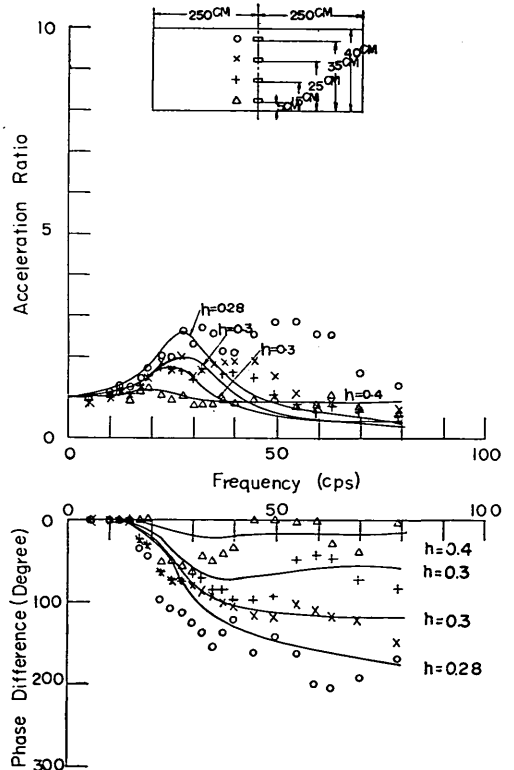 250CM 250CM
40CM
35CM
25CM
15CM
5CM
10
5
0
Acceleration Ratio
h=0.28
h=0.3
h=0.3
h=0.4
50 100
Frequency (cps)
0 50 100
0
100
200
300
Phase Difference (Degree)
h=0.4
h=0.3
h=0.3
h=0.28